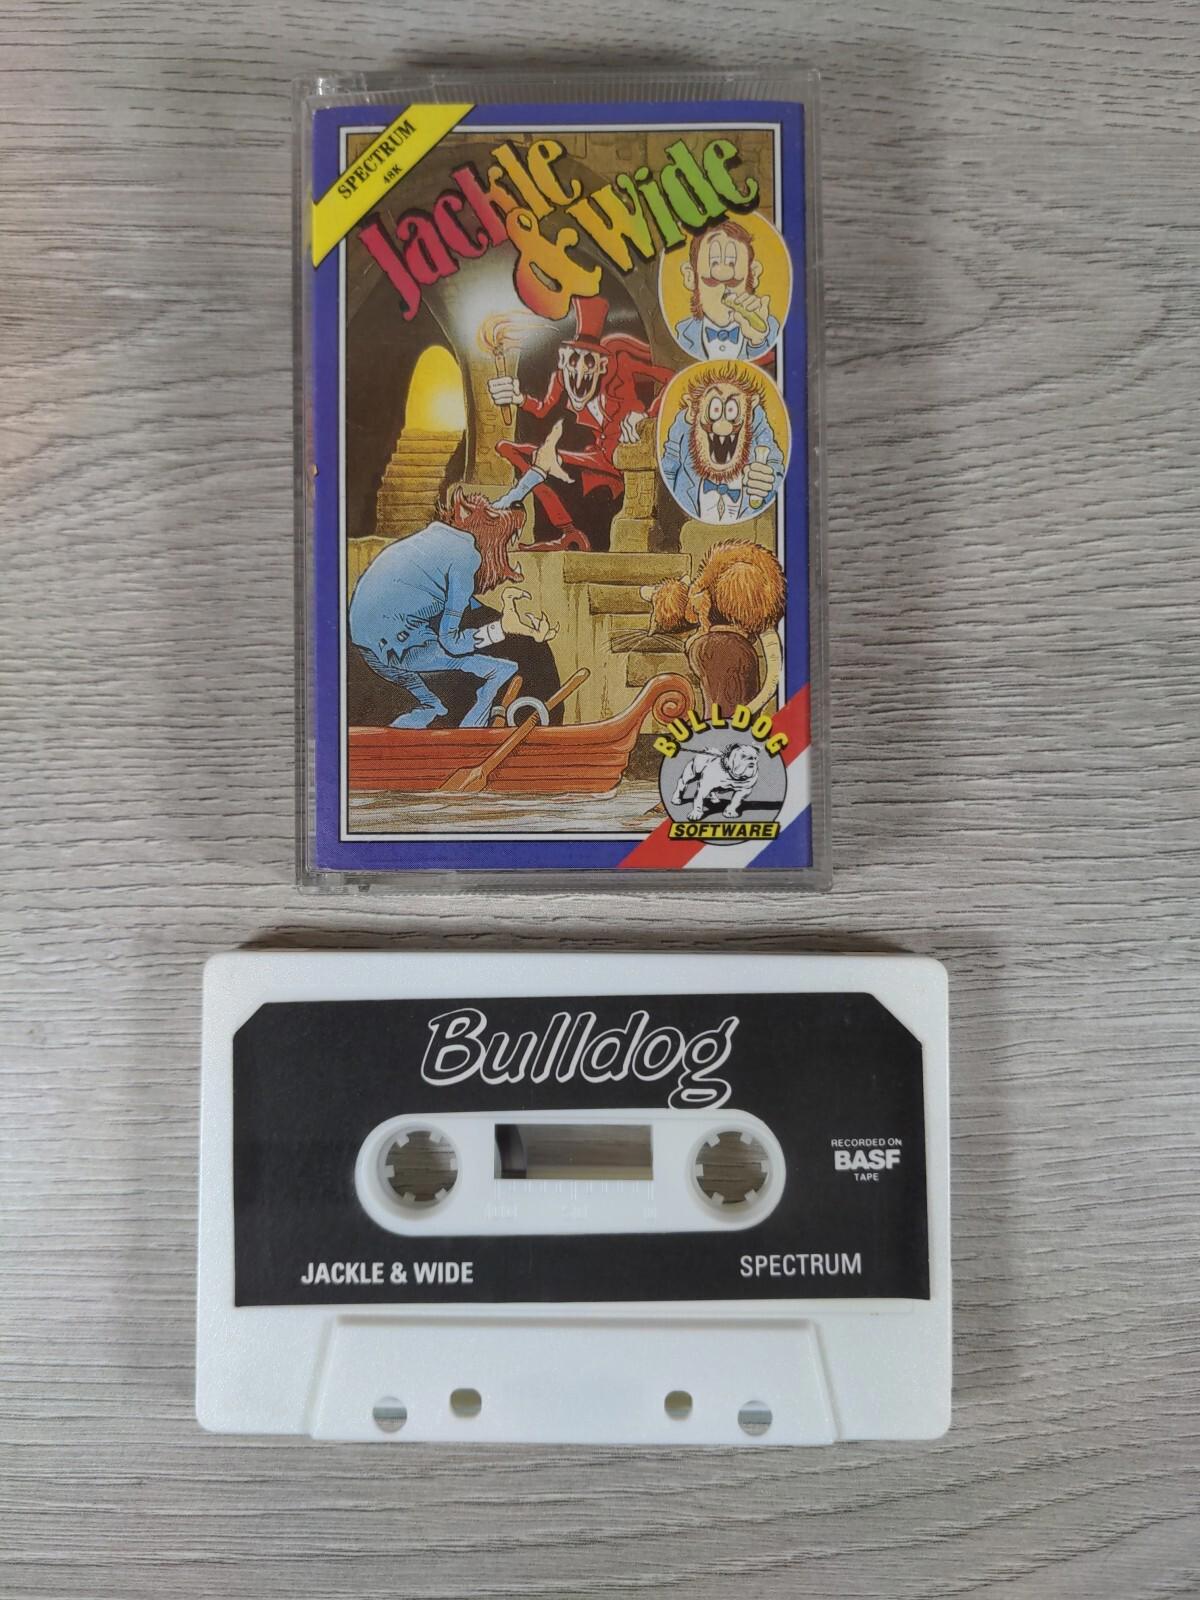 SPECTRUM
48K
Jackle
& Wide
BULLDOG
SOFTWARE
Bulldog
RECORDED ON
BASF
TAPE
JACKLE & WIDE
SPECTRUM